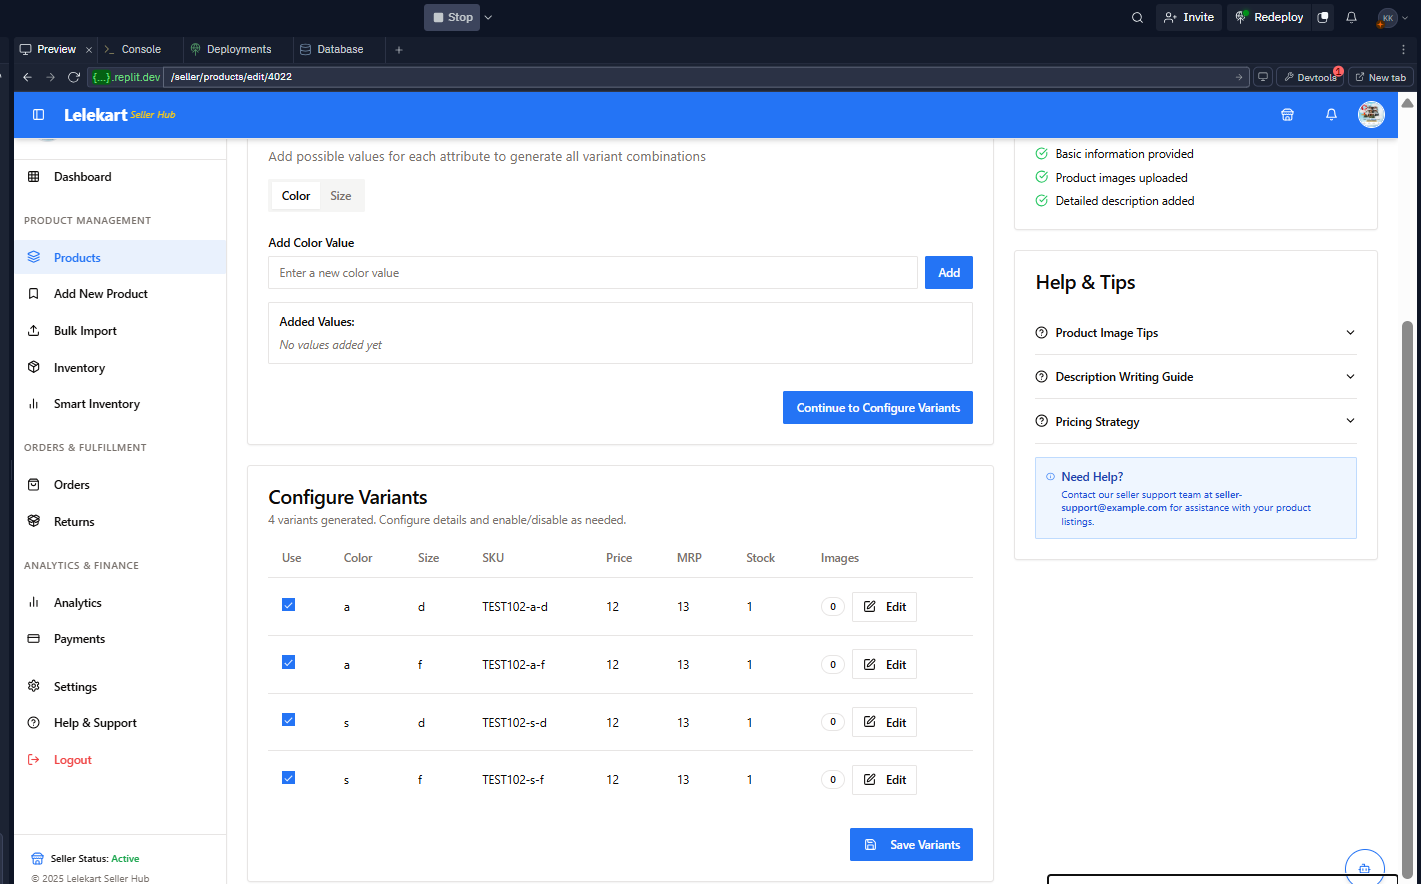 Stop
Invite
Redeploy
KK
Preview
Console
Deployments
Database
{...}.replit.dev
/seller/products/edit/4022
Devtools
1
New tab
Lelekart Seller Hub
Dashboard
PRODUCT MANAGEMENT
Products
Add New Product
Bulk Import
Inventory
Smart Inventory
ORDERS & FULFILLMENT
Orders
Returns
ANALYTICS & FINANCE
Analytics
Payments
Settings
Help & Support
Logout
Seller Status: Active
© 2025 Lelekart Seller Hub
Add possible values for each attribute to generate all variant combinations
Color Size
Add Color Value
Enter a new color value
Add
Added Values:
No values added yet
Continue to Configure Variants
Configure Variants
4 variants generated. Configure details and enable/disable as needed.
Use Color Size SKU Price MRP Stock Images
a d TEST102-a-d 12 13 1 0 Edit
a f TEST102-a-f 12 13 1 0 Edit
s d TEST102-s-d 12 13 1 0 Edit
s f TEST102-s-f 12 13 1 0 Edit
Save Variants
Basic information provided
Product images uploaded
Detailed description added
Help & Tips
Product Image Tips
Description Writing Guide
Pricing Strategy
Need Help?
Contact our seller support team at seller-
support@example.com for assistance with your product
listings.